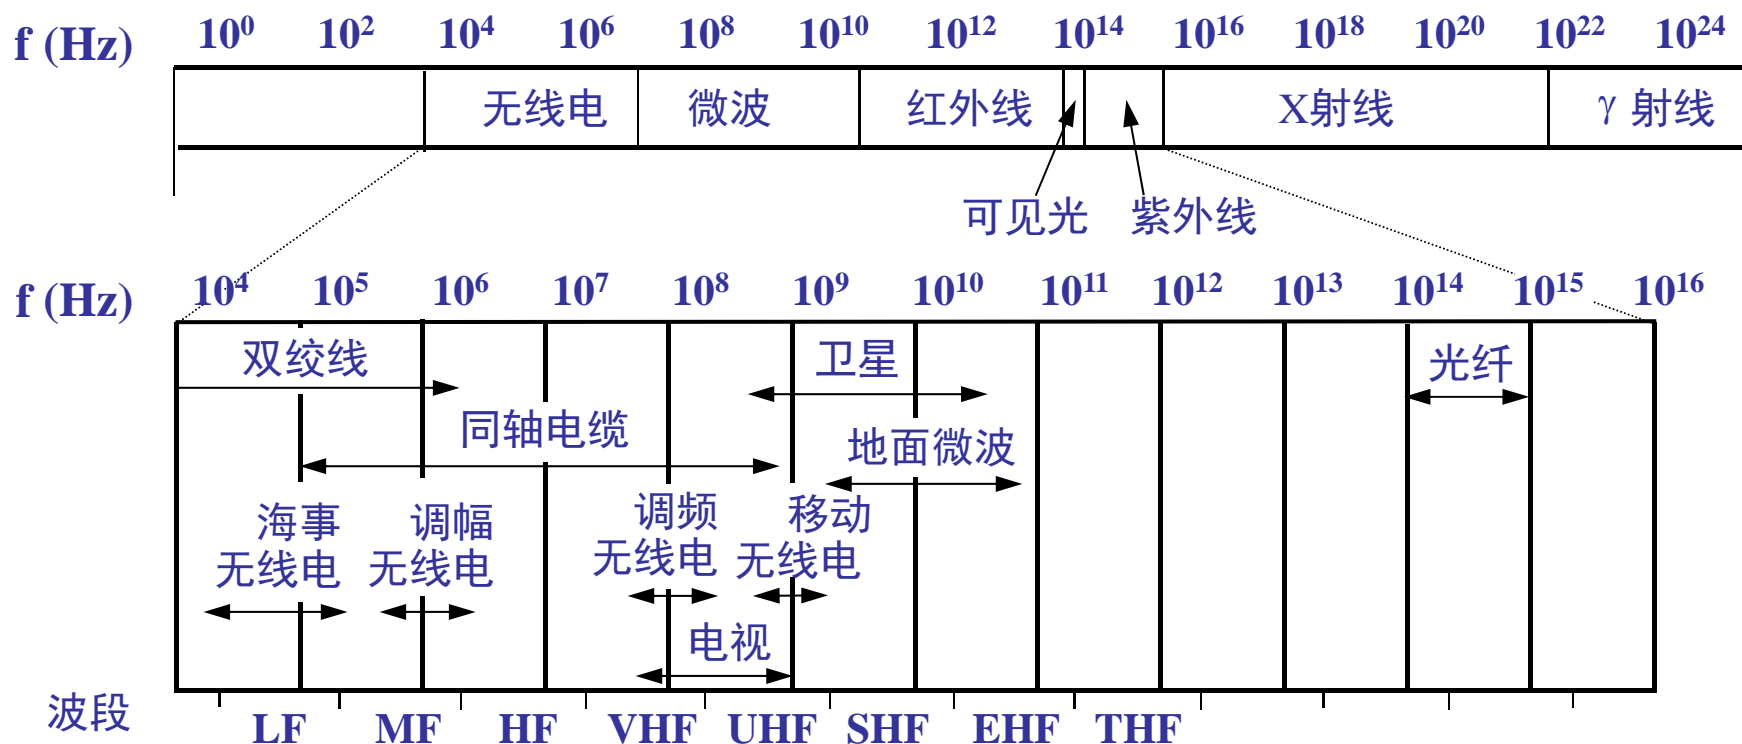 f (Hz) 10⁰ 10² 10⁴ 10⁶ 10⁸ 10¹⁰ 10¹² 10¹⁴ 10¹⁶ 10¹⁸ 10²⁰ 10²² 10²⁴
无线电 微波 红外线 X射线 γ 射线
可见光 紫外线
f (Hz) 10⁴ 10⁵ 10⁶ 10⁷ 10⁸ 10⁹ 10¹⁰ 10¹¹ 10¹² 10¹³ 10¹⁴ 10¹⁵ 10¹⁶
双绞线 卫星 光纤
同轴电缆 地面微波
海事
无线电
调幅
无线电
调频
无线电
移动
无线电
电视
波段 LF MF HF VHF UHF SHF EHF THF